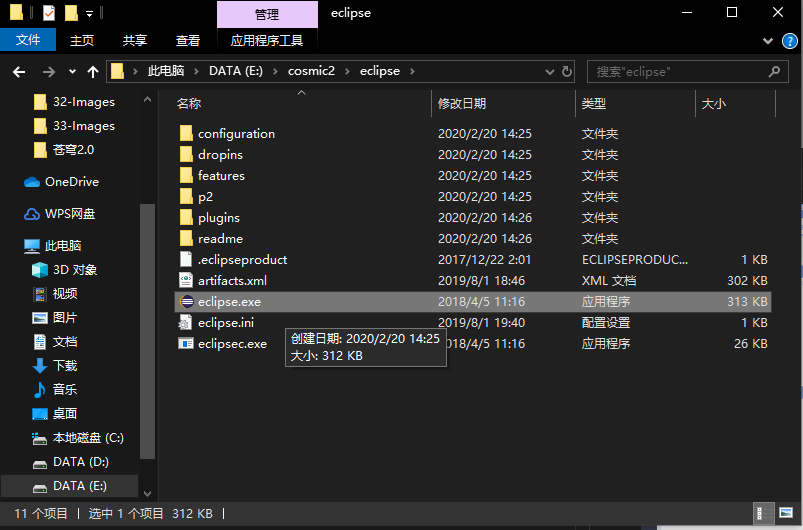 管理
eclipse
文件
主页
共享
查看
应用程序工具
此电脑 › DATA (E:) › cosmic2 › eclipse ›
搜索"eclipse"
32-Images
33-Images
苍穹2.0
OneDrive
WPS网盘
此电脑
3D 对象
视频
图片
文档
下载
音乐
桌面
本地磁盘 (C:)
DATA (D:)
DATA (E:)
名称 修改日期 类型 大小
configuration 2020/2/20 14:25 文件夹
dropins 2020/2/20 14:25 文件夹
features 2020/2/20 14:25 文件夹
p2 2020/2/20 14:25 文件夹
plugins 2020/2/20 14:26 文件夹
readme 2020/2/20 14:26 文件夹
.eclipseproduct 2017/12/22 2:01 ECLIPSEPRODUC... 1 KB
artifacts.xml 2019/8/1 18:46 XML 文档 302 KB
eclipse.exe 2018/4/5 11:16 应用程序 313 KB
eclipse.ini 2019/8/1 19:40 配置设置 1 KB
eclipsec.exe 2018/4/5 11:16 应用程序 26 KB
创建日期: 2020/2/20 14:25
大小: 312 KB
11 个项目 选中 1 个项目 312 KB